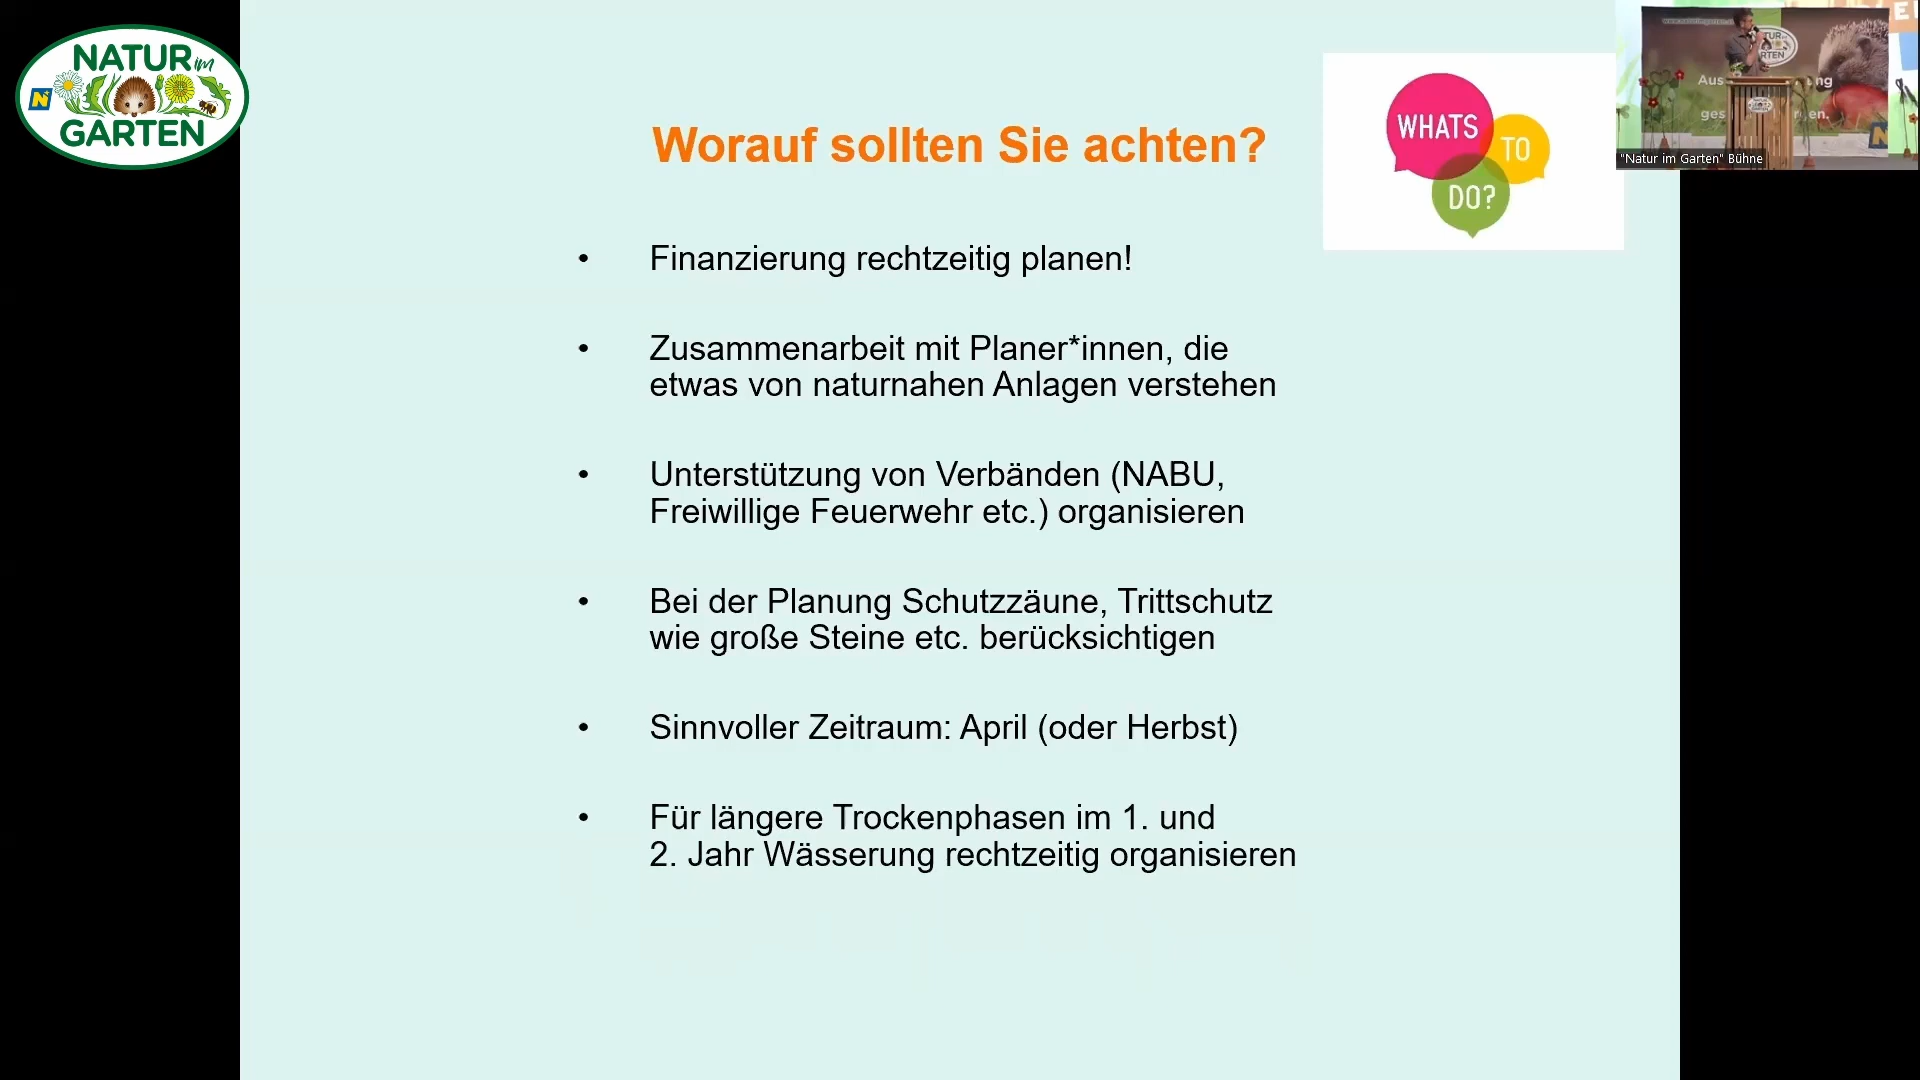 NATUR im
GARTEN
Worauf sollten Sie achten?
WHATS
TO
DO?
• Finanzierung rechtzeitig planen!
• Zusammenarbeit mit Planer*innen, die
etwas von naturnahen Anlagen verstehen
• Unterstützung von Verbänden (NABU,
Freiwillige Feuerwehr etc.) organisieren
• Bei der Planung Schutzzäune, Trittschutz
wie große Steine etc. berücksichtigen
• Sinnvoller Zeitraum: April (oder Herbst)
• Für längere Trockenphasen im 1. und
2. Jahr Wässerung rechtzeitig organisieren
"Natur im Garten" Bühne